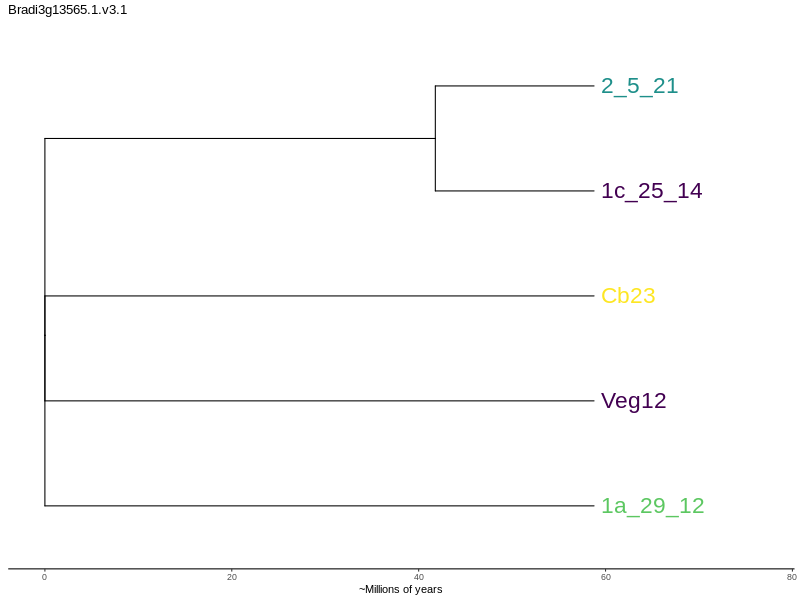 Bradi3g13565.1.v3.1
2_5_21
1c_25_14
Cb23
Veg12
1a_29_12
0 20 40 60 80
~Millions of years